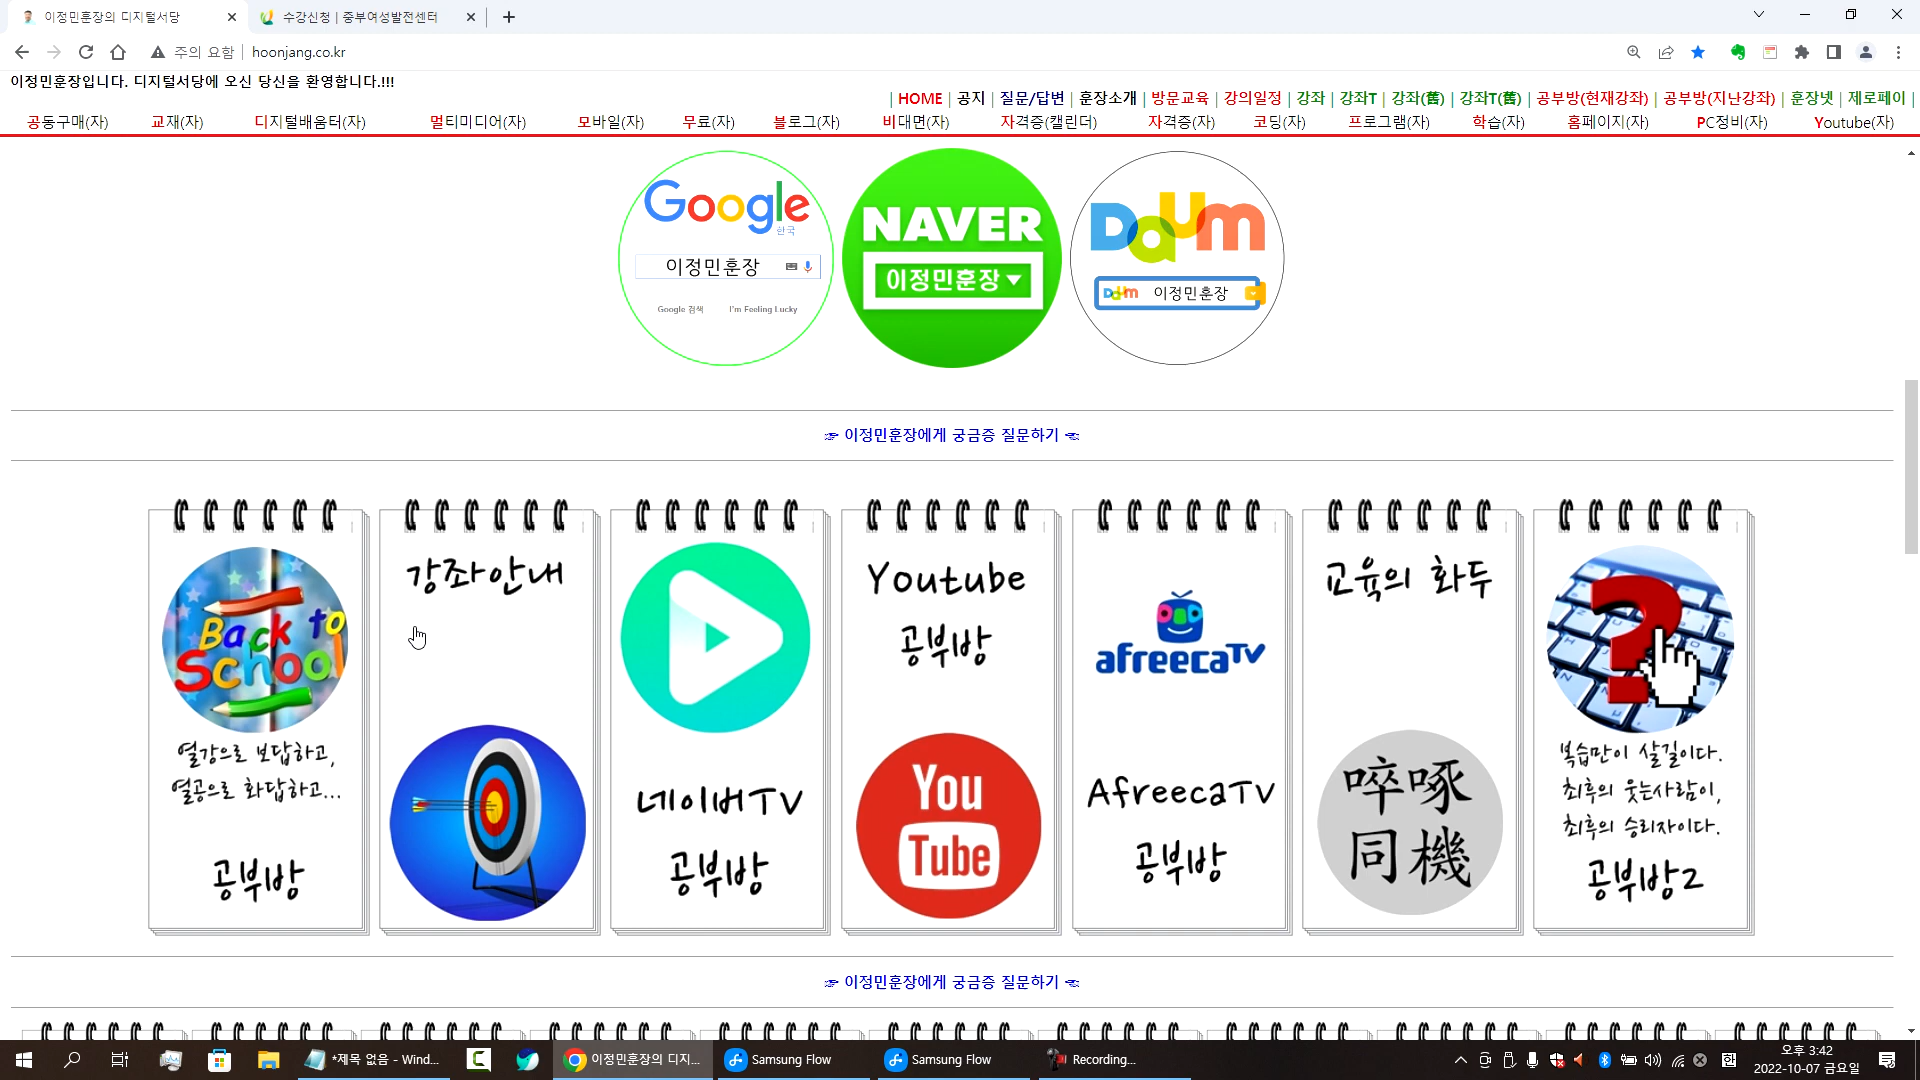 이정민훈장의 디지털서당
수강신청 | 중부여성발전센터
주의 요함 | hoonjang.co.kr
이정민훈장입니다. 디지털서당에 오신 당신을 환영합니다.!!!
| HOME | 공지 | 질문/답변 | 훈장소개 | 방문교육 | 강의일정 | 강좌 | 강좌T | 강좌(舊) | 강좌T(舊) | 공부방(현재강좌) | 공부방(지난강좌) | 훈장넷 | 제로페이 |
공동구매(자) 교재(자) 디지털배움터(자) 멀티미디어(자) 모바일(자) 무료(자) 블로그(자) 비대면(자) 자격증(캘린더) 자격증(자) 코딩(자) 프로그램(자) 학습(자) 홈페이지(자) PC정비(자) Youtube(자)
Google
한국
이정민훈장
Google 검색 I'm Feeling Lucky
NAVER
이정민훈장
Daum
Daum 이정민훈장
☞ 이정민훈장에게 궁금증 질문하기 ☜
Back to
School
열강으로 보답하고,
열공으로 화답하고...
공부방
강좌안내
네이버TV
공부방
Youtube
공부방
You
Tube
afreecaTV
AfreecaTV
공부방
교육의 화두
啐啄
同機
?
복습만이 살길이다.
최후의 웃는사람이,
최후의 승리자이다.
공부방2
☞ 이정민훈장에게 궁금증 질문하기 ☜
*제목 없음 - Wind...
이정민훈장의 디지...
Samsung Flow
Samsung Flow
Recording...
한
오후 3:42
2022-10-07 금요일